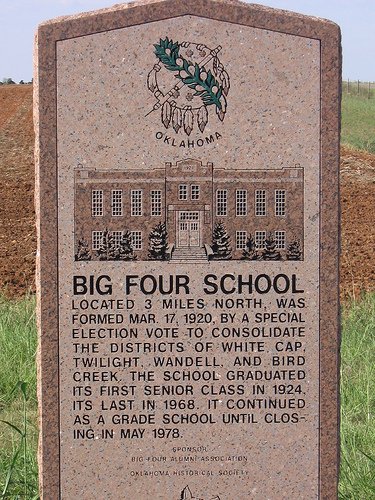 OKLAHOMA
BIG FOUR SCHOOL
LOCATED 3 MILES NORTH, WAS
FORMED MAR. 17, 1920, BY A SPECIAL
ELECTION VOTE TO CONSOLIDATE
THE DISTRICTS OF WHITE CAP,
TWILIGHT, WANDELL, AND BIRD
CREEK. THE SCHOOL GRADUATED
ITS FIRST SENIOR CLASS IN 1924,
ITS LAST IN 1968. IT CONTINUED
AS A GRADE SCHOOL UNTIL CLOS-
ING IN MAY 1978.
SPONSOR
BIG FOUR ALUMNI ASSOCIATION
OKLAHOMA HISTORICAL SOCIETY